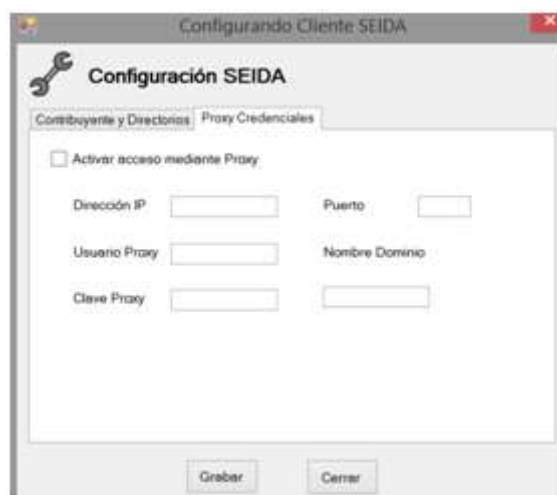 Configurando Cliente SEIDA
Configuración SEIDA
Contribuyente y Directorios Proxy Credenciales
Activar acceso mediante Proxy
Dirección IP Puerto
Usuario Proxy Nombre Dominio
Clave Proxy
Grabar Cerrar